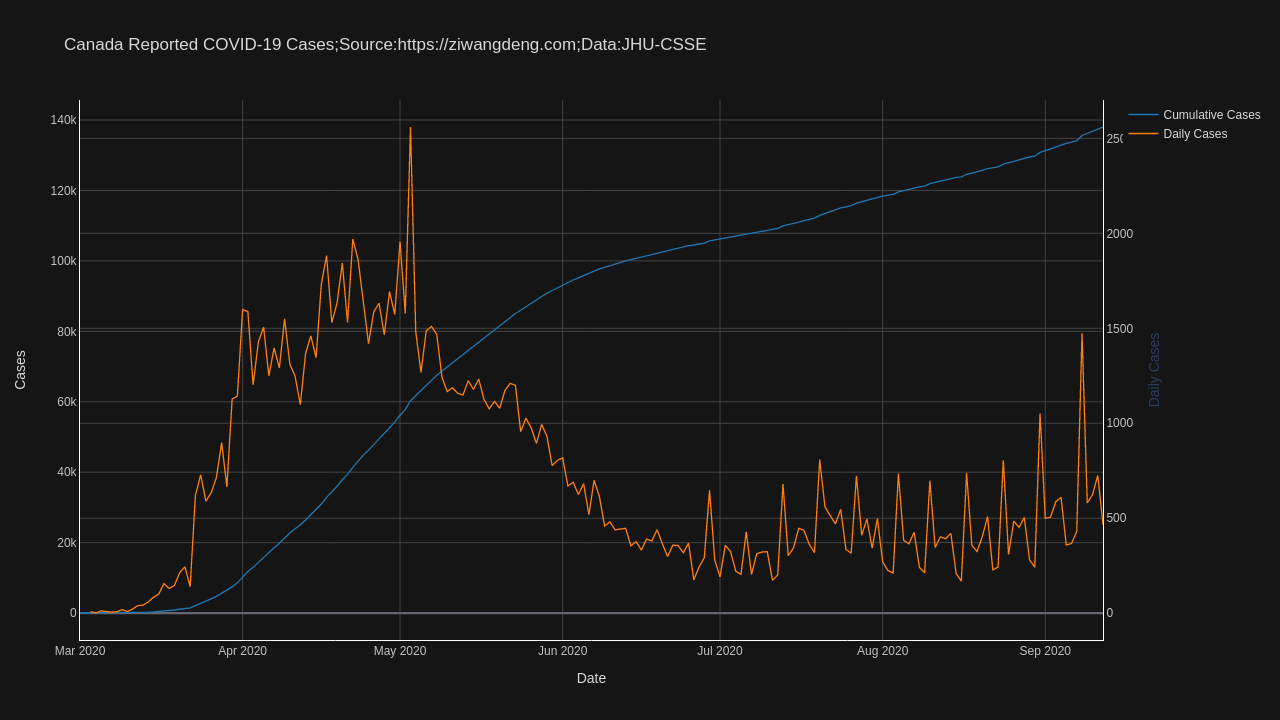 Canada Reported COVID-19 Cases;Source:https://ziwangdeng.com;Data:JHU-CSSE
Cumulative Cases
Daily Cases
140k
120k
100k
80k
60k
40k
20k
0
Cases
2000
1500
1000
500
0
Daily Cases
Mar 2020
Apr 2020
May 2020
Jun 2020
Jul 2020
Aug 2020
Sep 2020
Date